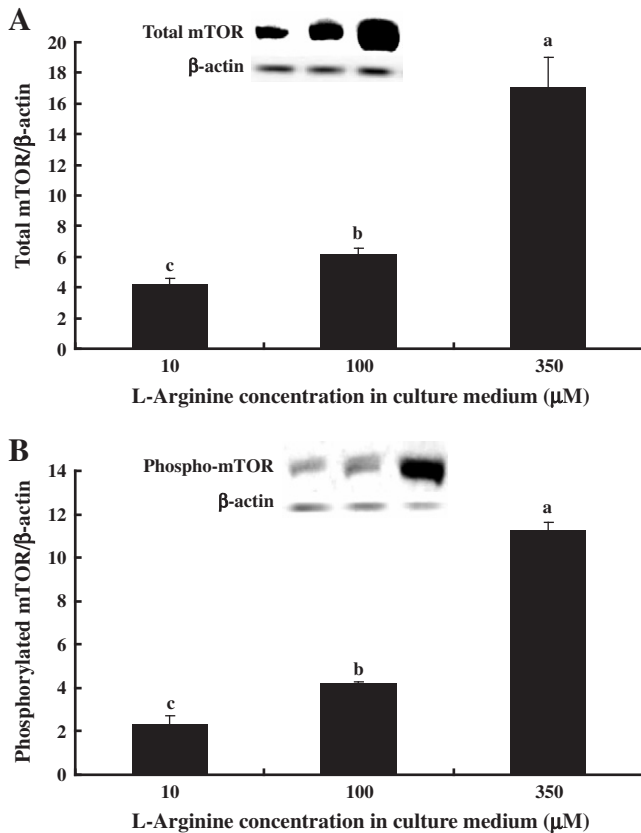 A
Total mTOR
β-actin
Total mTOR/β-actin
20
18
16
14
12
10
8
6
4
2
0
c
b
a
10
100
350
L-Arginine concentration in culture medium (μM)
B
Phospho-mTOR
β-actin
Phosphorylated mTOR/β-actin
14
12
10
8
6
4
2
0
c
b
a
10
100
350
L-Arginine concentration in culture medium (μM)